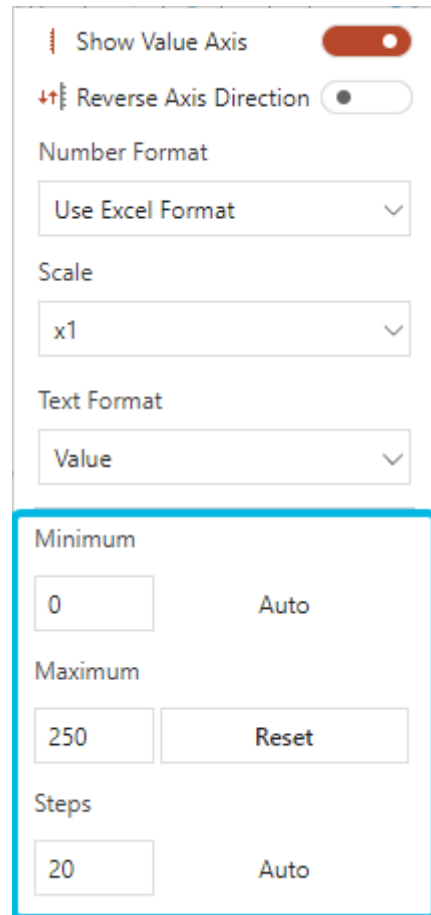 Show Value Axis
Reverse Axis Direction
Number Format
Use Excel Format
Scale
x1
Text Format
Value
Minimum
0 Auto
Maximum
250 Reset
Steps
20 Auto